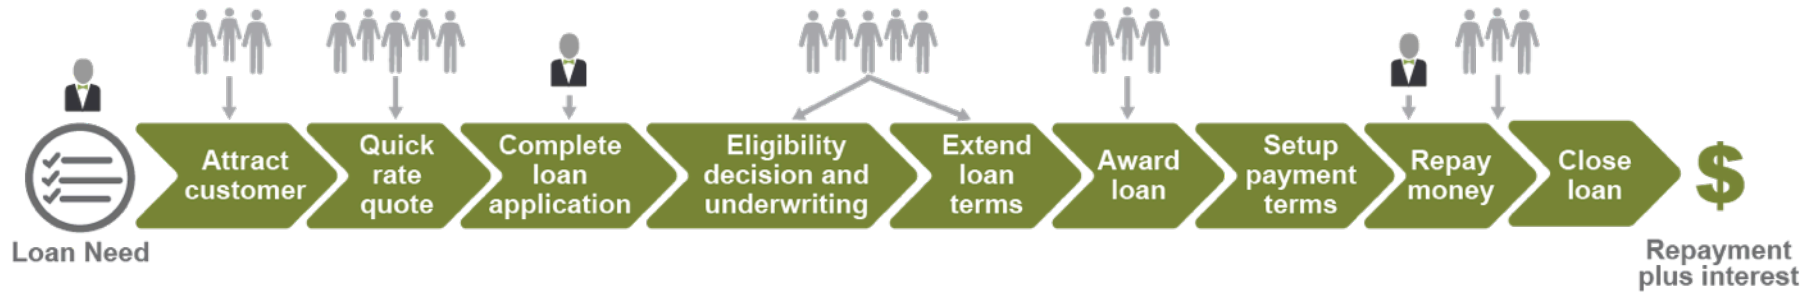 Loan Need
Attract
customer
Quick
rate
quote
Complete
loan
application
Eligibility
decision and
underwriting
Extend
loan
terms
Award
loan
Setup
payment
terms
Repay
money
Close
loan
$
Repayment
plus interest